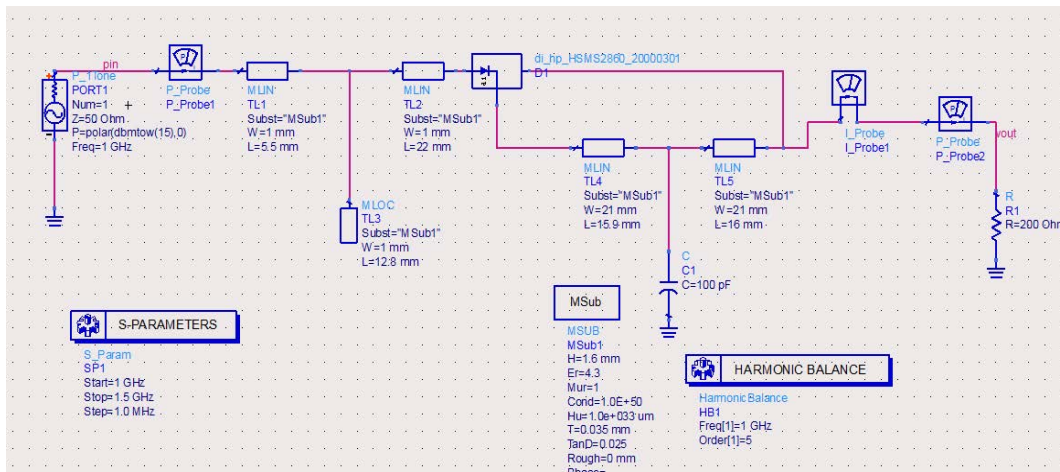 pin
P_1Tone
PORT1
Num=1
Z=50 Ohm
P=polar(dbmtow(15),0)
Freq=1 GHz
P_Probe
P_Probe1
MLIN
TL1
Subst="MSub1"
W=1 mm
L=5.5 mm
MLIN
TL2
Subst="MSub1"
W=1 mm
L=22 mm
di_hp_HSMS2860_20000301
D1
MLOC
TL3
Subst="MSub1"
W=1 mm
L=12.8 mm
MLIN
TL4
Subst="MSub1"
W=21 mm
L=15.9 mm
MLIN
TL5
Subst="MSub1"
W=21 mm
L=16 mm
I_Probe
I_Probe1
P_Probe
P_Probe2
vout
R
R1
R=200 Ohm
C
C1
C=100 pF
S-PARAMETERS
S_Param
SP1
Start=1 GHz
Stop=1.5 GHz
Step=1.0 MHz
MSub
MSUB
MSub1
H=1.6 mm
Er=4.3
Mur=1
Cond=1.0E+50
Hu=1.0e+033 um
T=0.035 mm
TanD=0.025
Rough=0 mm
HARMONIC BALANCE
HarmonicBalance
HB1
Freq[1]=1 GHz
Order[1]=5